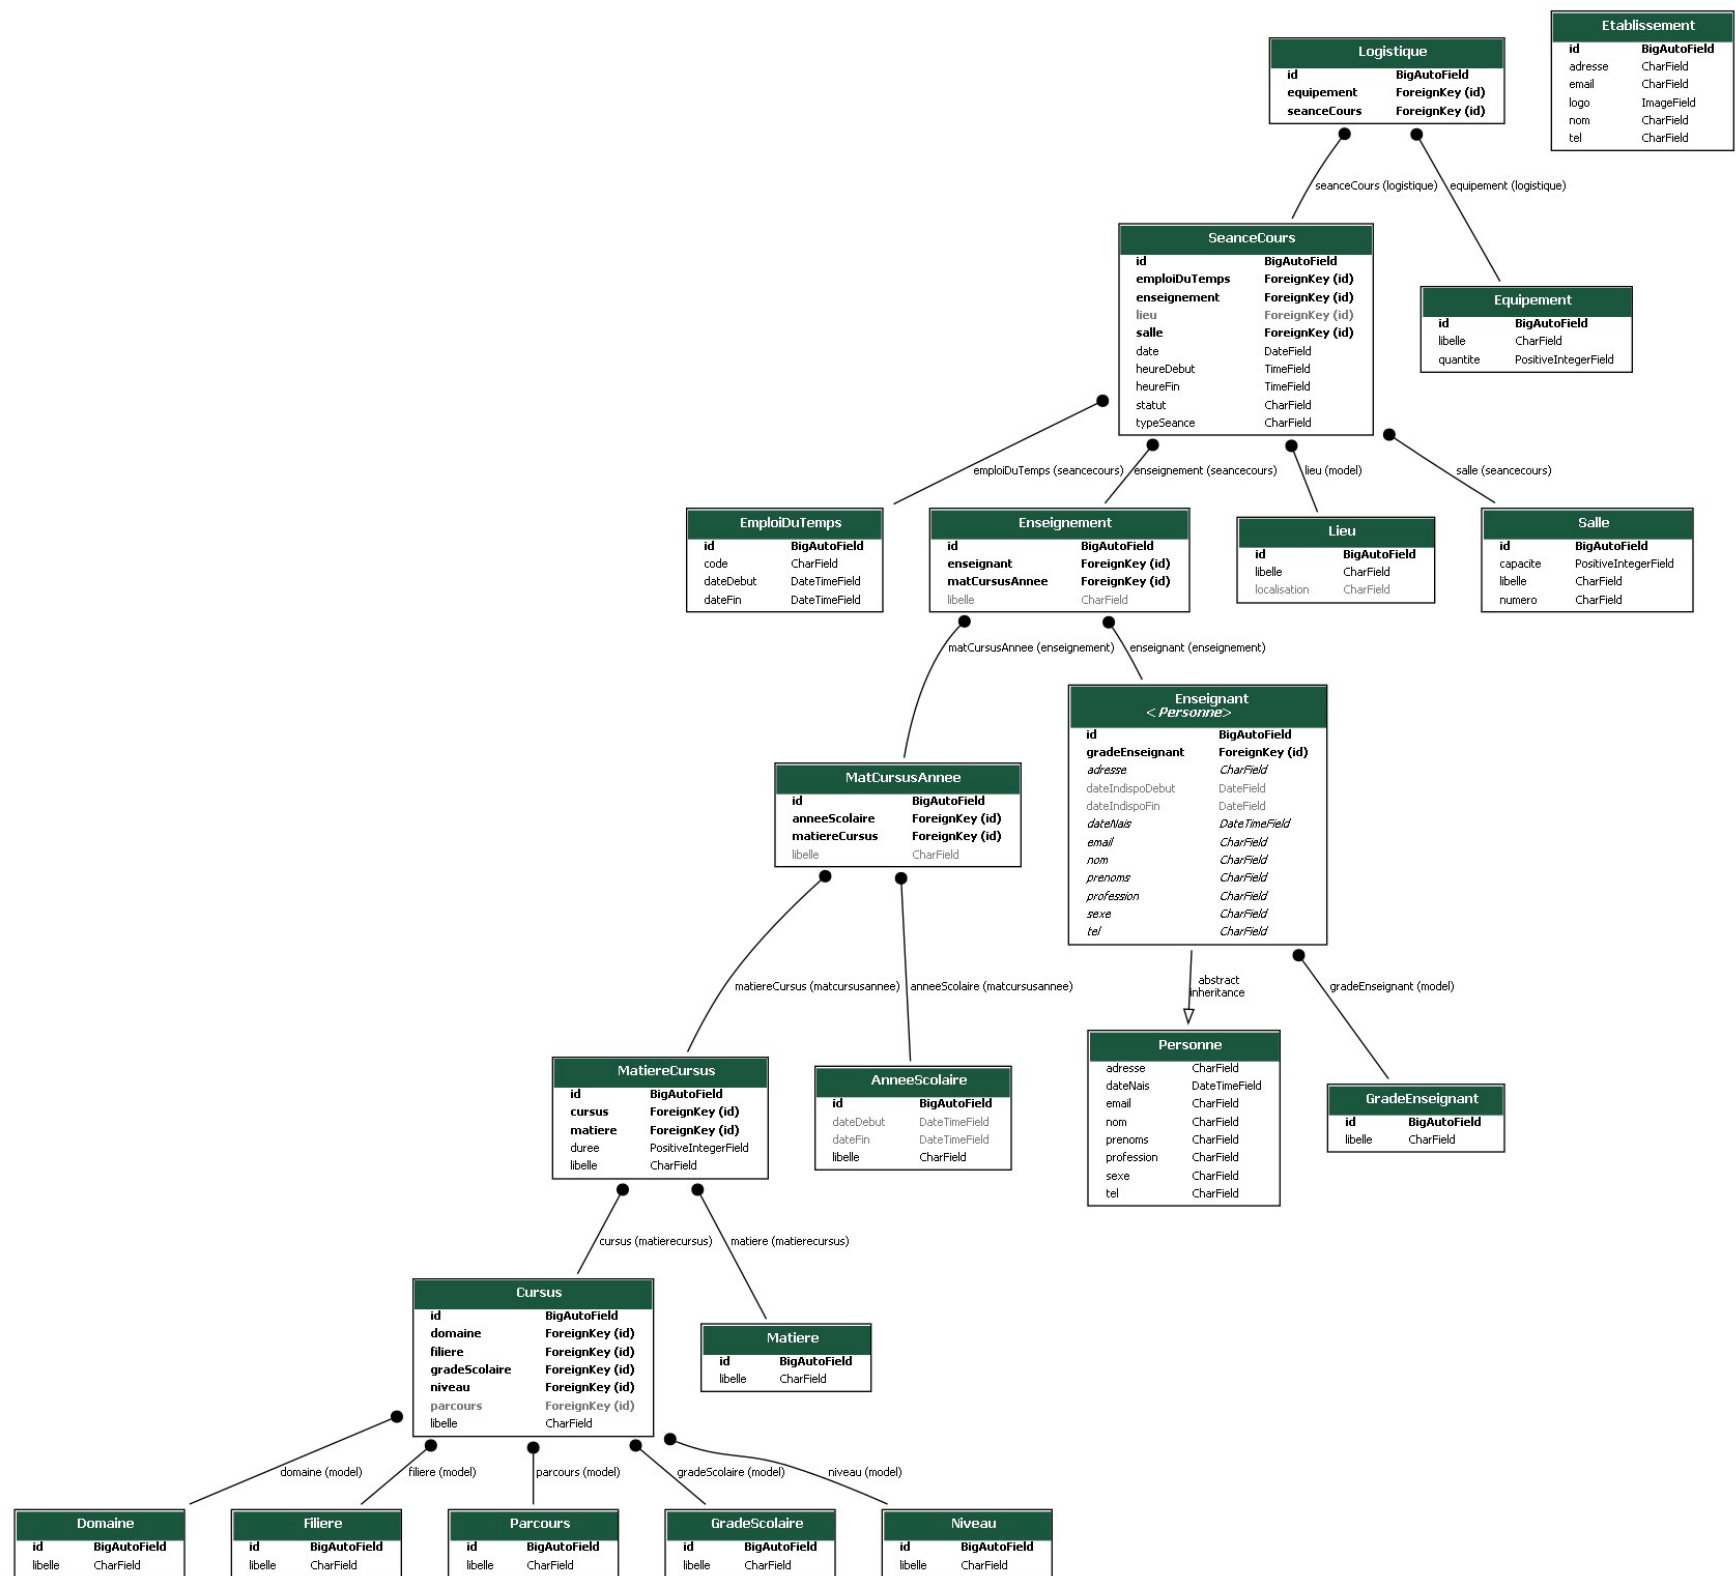 Etablissement
id BigAutoField
adresse CharField
email CharField
logo ImageField
nom CharField
tel CharField
Logistique
id BigAutoField
equipement ForeignKey (id)
seanceCours ForeignKey (id)
seanceCours (logistique)
equipement (logistique)
SeanceCours
id BigAutoField
emploiDuTemps ForeignKey (id)
enseignement ForeignKey (id)
lieu ForeignKey (id)
salle ForeignKey (id)
date DateField
heureDebut TimeField
heureFin TimeField
statut CharField
typeSeance CharField
Equipement
id BigAutoField
libelle CharField
quantite PositiveIntegerField
emploiDuTemps (seancecours)
enseignement (seancecours)
lieu (model)
salle (seancecours)
EmploiDuTemps
id BigAutoField
code CharField
dateDebut DateTimeField
dateFin DateTimeField
Enseignement
id BigAutoField
enseignant ForeignKey (id)
matCursusAnnee ForeignKey (id)
libelle CharField
Lieu
id BigAutoField
libelle CharField
localisation CharField
Salle
id BigAutoField
capacite PositiveIntegerField
libelle CharField
numero CharField
matCursusAnnee (enseignement)
enseignant (enseignement)
Enseignant
<Personne>
id BigAutoField
gradeEnseignant ForeignKey (id)
adresse CharField
dateIndispoDebut DateField
dateIndispoFin DateField
dateNais DateTimeField
email CharField
nom CharField
prenoms CharField
profession CharField
sexe CharField
tel CharField
MatCursusAnnee
id BigAutoField
anneeScolaire ForeignKey (id)
matiereCursus ForeignKey (id)
libelle CharField
matiereCursus (matcursusannee)
anneeScolaire (matcursusannee)
abstract
inheritance
gradeEnseignant (model)
Personne
adresse CharField
dateNais DateTimeField
email CharField
nom CharField
prenoms CharField
profession CharField
sexe CharField
tel CharField
GradeEnseignant
id BigAutoField
libelle CharField
MatiereCursus
id BigAutoField
cursus ForeignKey (id)
matiere ForeignKey (id)
duree PositiveIntegerField
libelle CharField
AnneeScolaire
id BigAutoField
dateDebut DateTimeField
dateFin DateTimeField
libelle CharField
cursus (matierecursus)
matiere (matierecursus)
Cursus
id BigAutoField
domaine ForeignKey (id)
filiere ForeignKey (id)
gradeScolaire ForeignKey (id)
niveau ForeignKey (id)
parcours ForeignKey (id)
libelle CharField
Matiere
id BigAutoField
libelle CharField
domaine (model)
filiere (model)
parcours (model)
gradeScolaire (model)
niveau (model)
Domaine
id BigAutoField
libelle CharField
Filiere
id BigAutoField
libelle CharField
Parcours
id BigAutoField
libelle CharField
GradeScolaire
id BigAutoField
libelle CharField
Niveau
id BigAutoField
libelle CharField